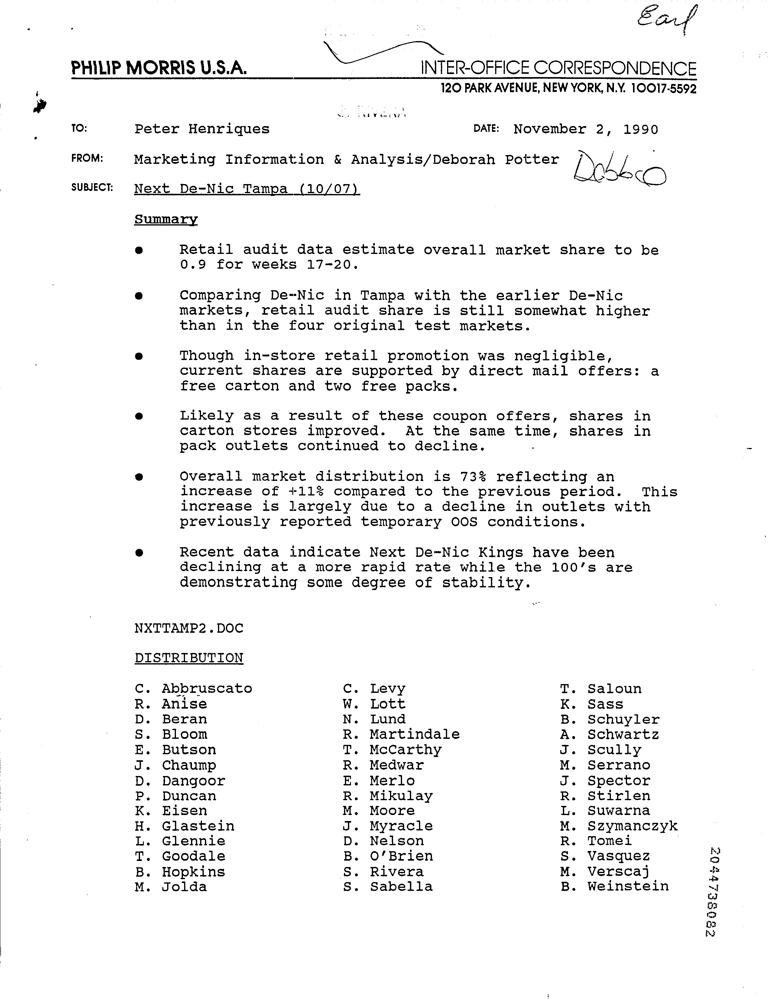 Earl
PHILIP MORRIS U.S.A. INTER-OFFICE CORRESPONDENCE
120 PARK AVENUE, NEW YORK, N.Y. 10017-5592
TO: Peter Henriques DATE: November 2, 1990
FROM: Marketing Information & Analysis/Deborah Potter
SUBJECT: Next De-Nic Tampa (10/07)
Summary
● Retail audit data estimate overall market share to be
0.9 for weeks 17-20.
● Comparing De-Nic in Tampa with the earlier De-Nic
markets, retail audit share is still somewhat higher
than in the four original test markets.
● Though in-store retail promotion was negligible,
current shares are supported by direct mail offers: a
free carton and two free packs.
● Likely as a result of these coupon offers, shares in
carton stores improved. At the same time, shares in
pack outlets continued to decline.
● Overall market distribution is 73% reflecting an
increase of +11% compared to the previous period. This
increase is largely due to a decline in outlets with
previously reported temporary OOS conditions.
● Recent data indicate Next De-Nic Kings have been
declining at a more rapid rate while the 100's are
demonstrating some degree of stability.
NXTTAMP2.DOC
DISTRIBUTION
C. Abbruscato C. Levy T. Saloun
R. Anise W. Lott K. Sass
D. Beran N. Lund B. Schuyler
S. Bloom R. Martindale A. Schwartz
E. Butson T. McCarthy J. Scully
J. Chaump R. Medwar M. Serrano
D. Dangoor E. Merlo J. Spector
P. Duncan R. Mikulay R. Stirlen
K. Eisen M. Moore L. Suwarna
H. Glastein J. Myracle M. Szymanczyk
L. Glennie D. Nelson R. Tomei
T. Goodale B. O'Brien S. Vasquez
B. Hopkins S. Rivera M. Verscaj
M. Jolda S. Sabella B. Weinstein
2044738082